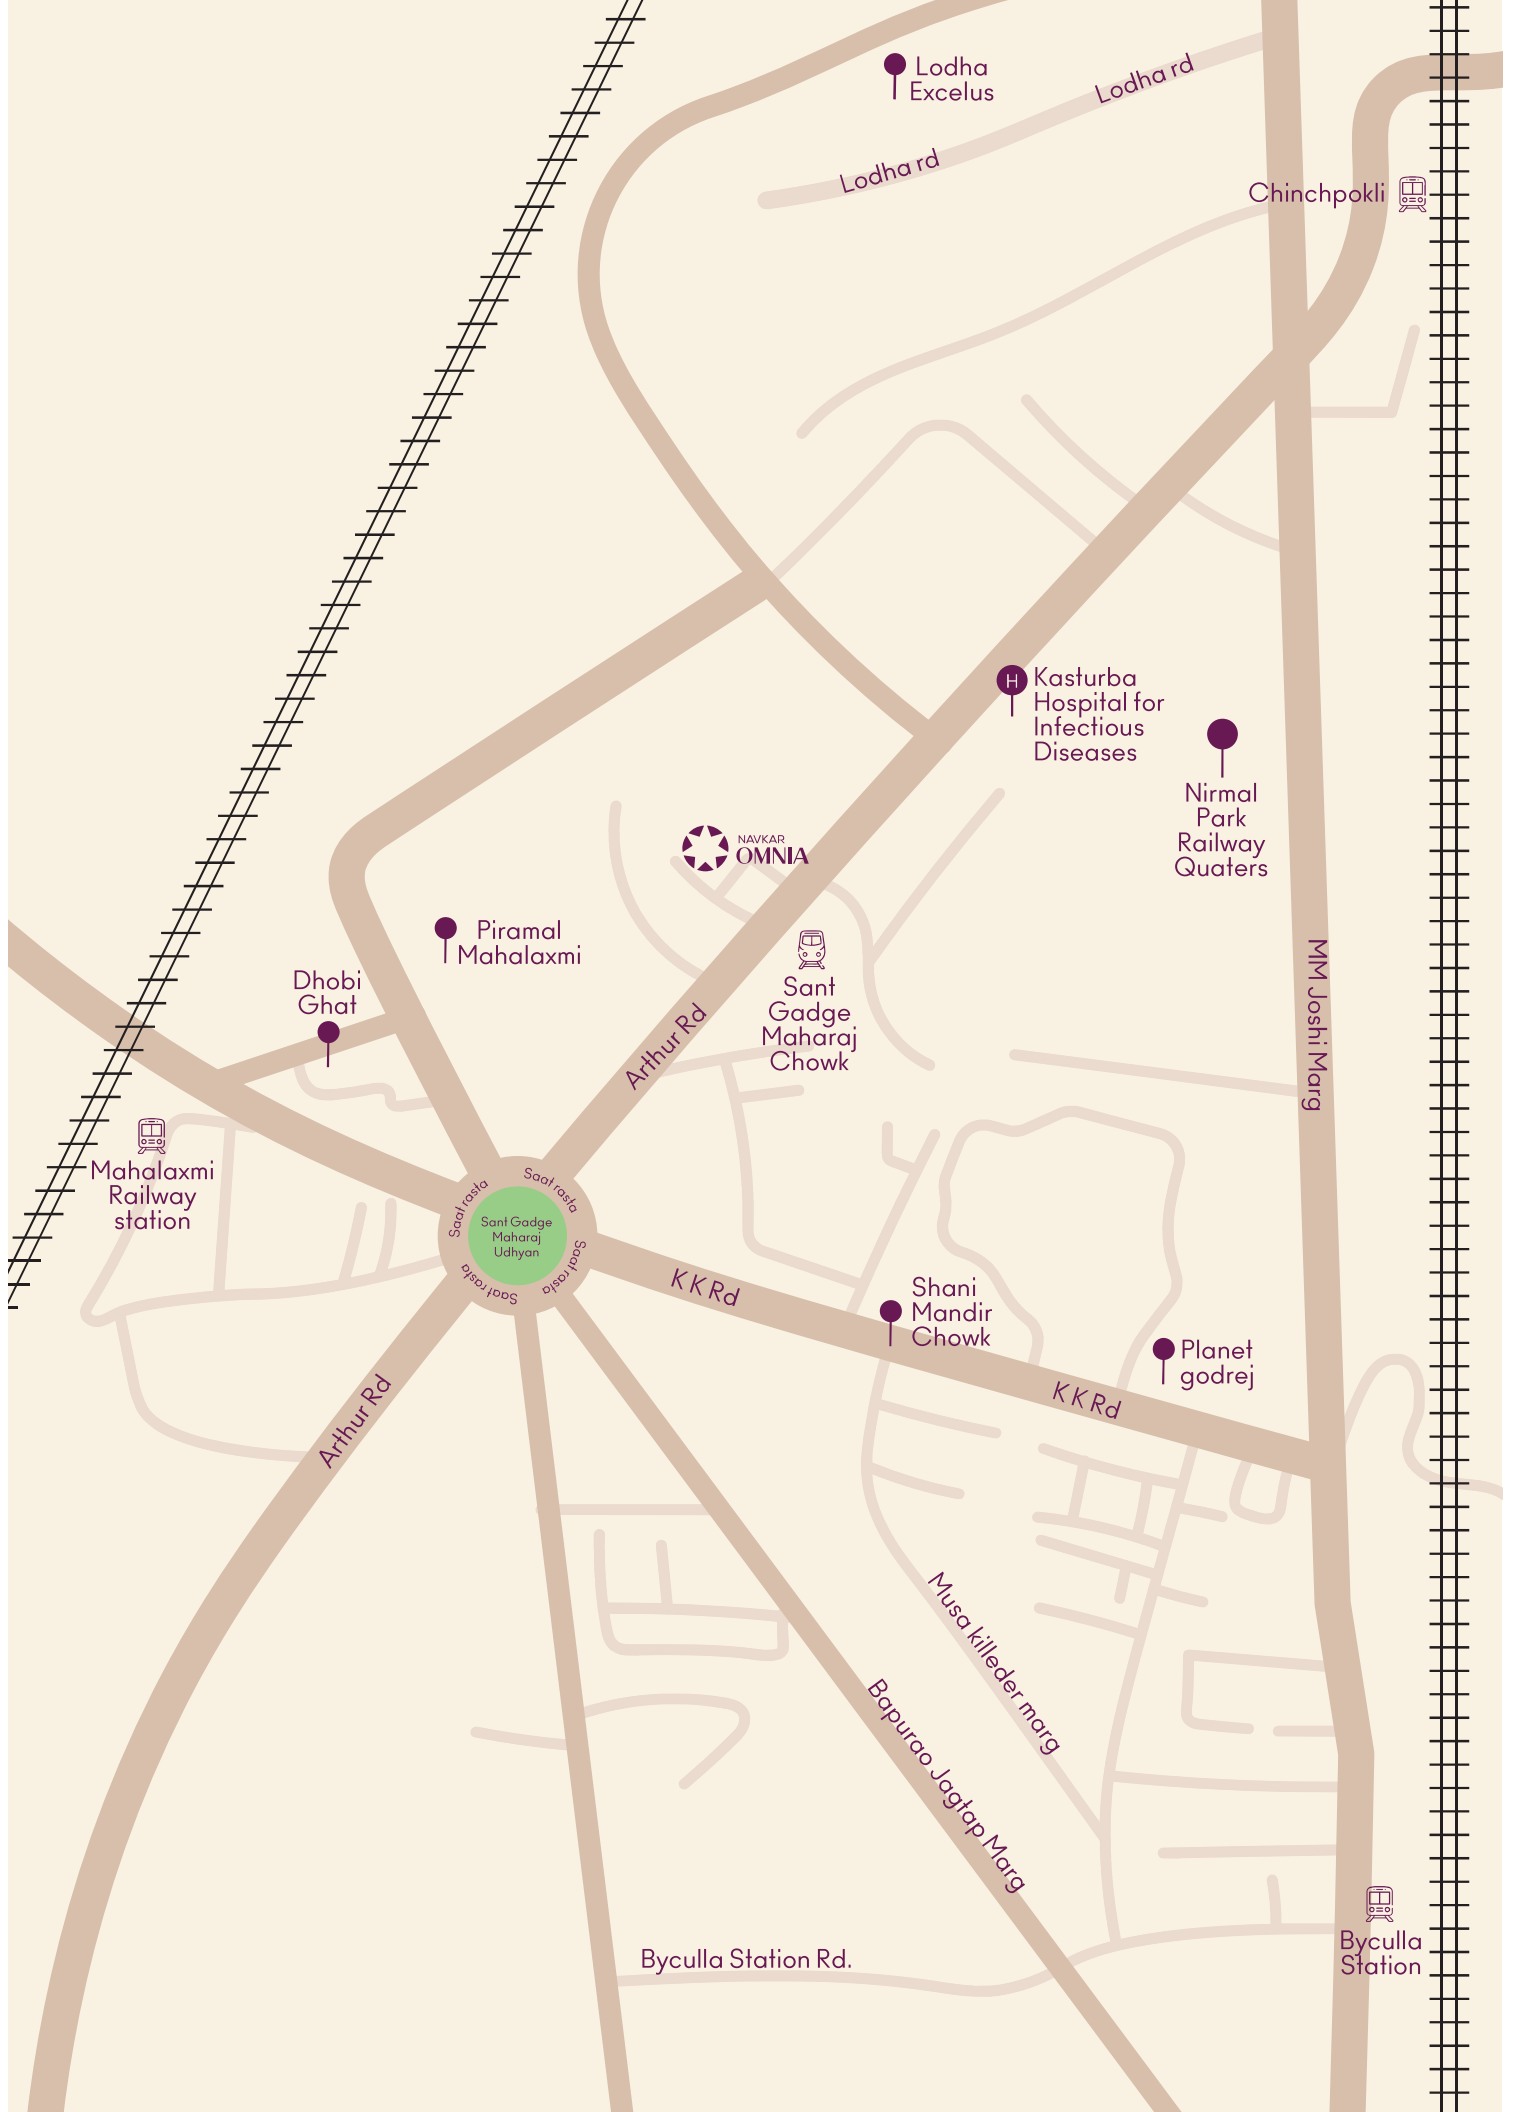 Lodha
Excelus
Lodha rd
Lodha rd
Chinchpokli
H
Kasturba
Hospital for
Infectious
Diseases
Nirmal
Park
Railway
Quaters
NAVKAR
OMNIA
Piramal
Mahalaxmi
Dhobi
Ghat
Sant
Gadge
Maharaj
Chowk
Arthur Rd
MM Joshi Marg
Mahalaxmi
Railway
station
Saat rasta
Saat rasta
Sant Gadge
Maharaj
Udhyan
Saat rasta
Saat rasta
K K Rd
Shani
Mandir
Chowk
Planet
godrej
K K Rd
Arthur Rd
Musa killeder marg
Bapurao Jagtap Marg
Byculla
Station
Byculla Station Rd.